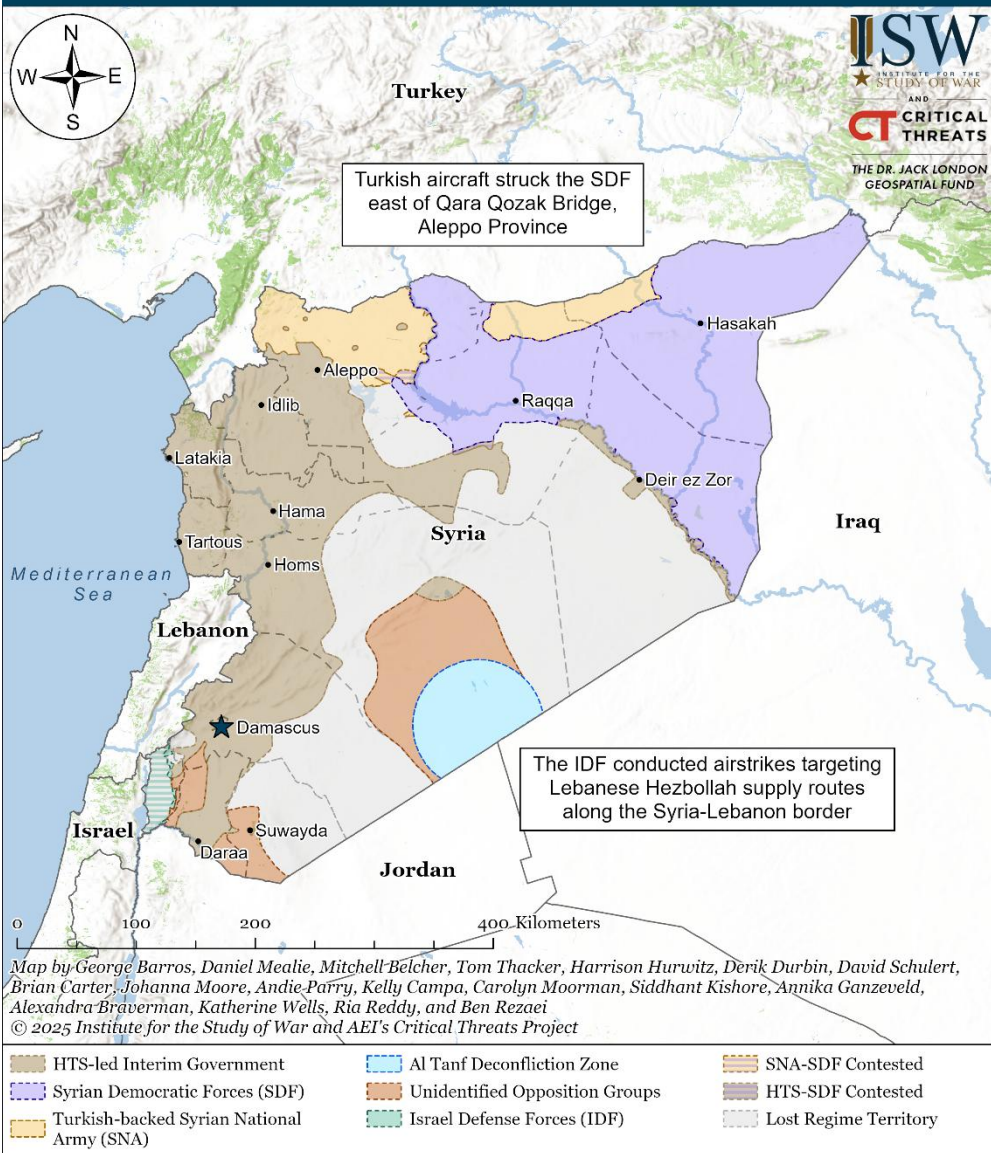 N
W E
S
ISW
INSTITUTE FOR THE
STUDY OF WAR
AND
CT CRITICAL
THREATS
THE DR. JACK LONDON
GEOSPATIAL FUND
Turkey
Turkish aircraft struck the SDF
east of Qara Qozak Bridge,
Aleppo Province
Hasakah
Aleppo
Raqqa
Idlib
Latakia
Deir ez Zor
Hama
Iraq
Syria
Tartous
Homs
Mediterranean
Sea
Lebanon
Damascus
The IDF conducted airstrikes targeting
Lebanese Hezbollah supply routes
along the Syria-Lebanon border
Israel
Suwayda
Daraa
Jordan
0 100 200 400 Kilometers
Map by George Barros, Daniel Mealie, Mitchell Belcher, Tom Thacker, Harrison Hurwitz, Derik Durbin, David Schulert,
Brian Carter, Johanna Moore, Andie Parry, Kelly Campa, Carolyn Moorman, Siddhant Kishore, Annika Ganzeveld,
Alexandra Braverman, Katherine Wells, Ria Reddy, and Ben Rezaei
© 2025 Institute for the Study of War and AEI's Critical Threats Project
HTS-led Interim Government
Syrian Democratic Forces (SDF)
Turkish-backed Syrian National
Army (SNA)
Al Tanf Deconfliction Zone
Unidentified Opposition Groups
Israel Defense Forces (IDF)
SNA-SDF Contested
HTS-SDF Contested
Lost Regime Territory